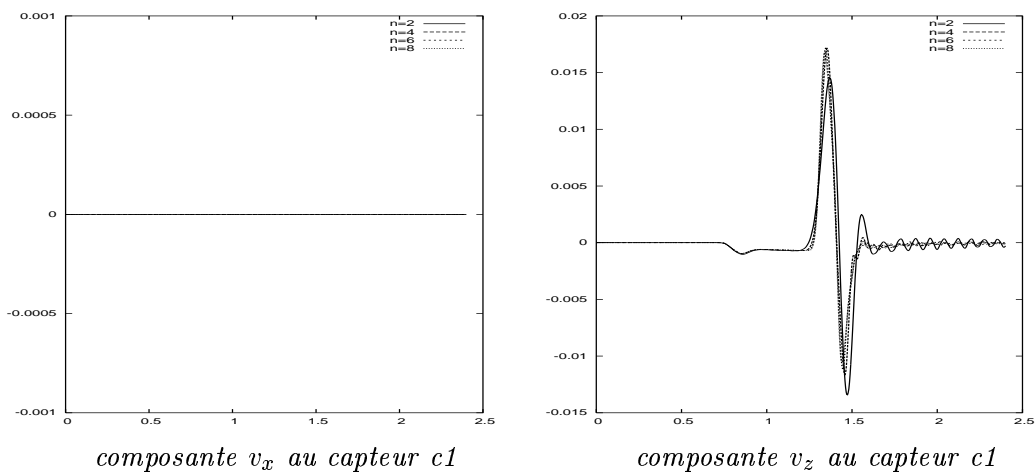 0.001
0.0005
0
-0.0005
-0.001
0
0.5
1
1.5
2
2.5
n=2
n=4
n=6
n=8
composante v_x au capteur c1
0.02
0.015
0.01
0.005
0
-0.005
-0.01
-0.015
0
0.5
1
1.5
2
2.5
n=2
n=4
n=6
n=8
composante v_z au capteur c1